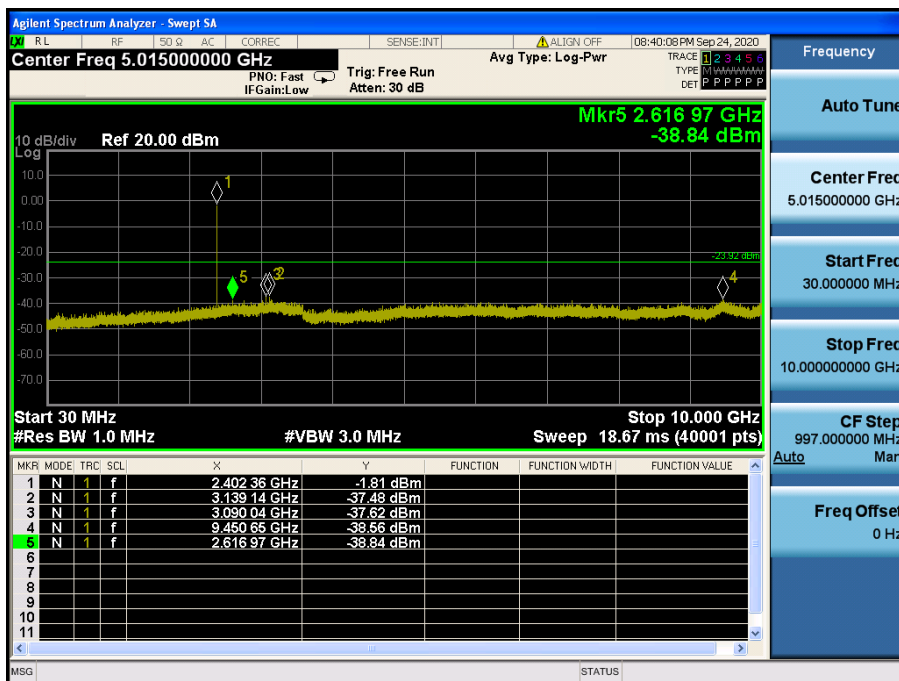 Agilent Spectrum Analyzer - Swept SA
LXI RL RF 50 Ω AC CORREC SENSE:INT ALIGN OFF 08:40:08 PM Sep 24, 2020
Center Freq 5.015000000 GHz
PNO: Fast
IFGain:Low
Trig: Free Run
Atten: 30 dB
Avg Type: Log-Pwr
TRACE 1 2 3 4 5 6
TYPE M
DET P P P P P P
Mkr5 2.616 97 GHz
-38.84 dBm
10 dB/div Ref 20.00 dBm
Log
10.0
0.00
-10.0
-20.0
-30.0
-40.0
-50.0
-60.0
-70.0
1
5
3 2
4
-23.92 dBm
Start 30 MHz Stop 10.000 GHz
#Res BW 1.0 MHz #VBW 3.0 MHz Sweep 18.67 ms (40001 pts)
MKR MODE TRC SCL X Y FUNCTION FUNCTION WIDTH FUNCTION VALUE
1 N 1 f 2.402 36 GHz -1.81 dBm
2 N 1 f 3.139 14 GHz -37.48 dBm
3 N 1 f 3.090 04 GHz -37.62 dBm
4 N 1 f 9.450 65 GHz -38.56 dBm
5 N 1 f 2.616 97 GHz -38.84 dBm
6
7
8
9
10
11
MSG STATUS
Frequency
Auto Tune
Center Freq
5.015000000 GHz
Start Freq
30.000000 MHz
Stop Freq
10.000000000 GHz
CF Step
997.000000 MHz
Auto Man
Freq Offset
0 Hz